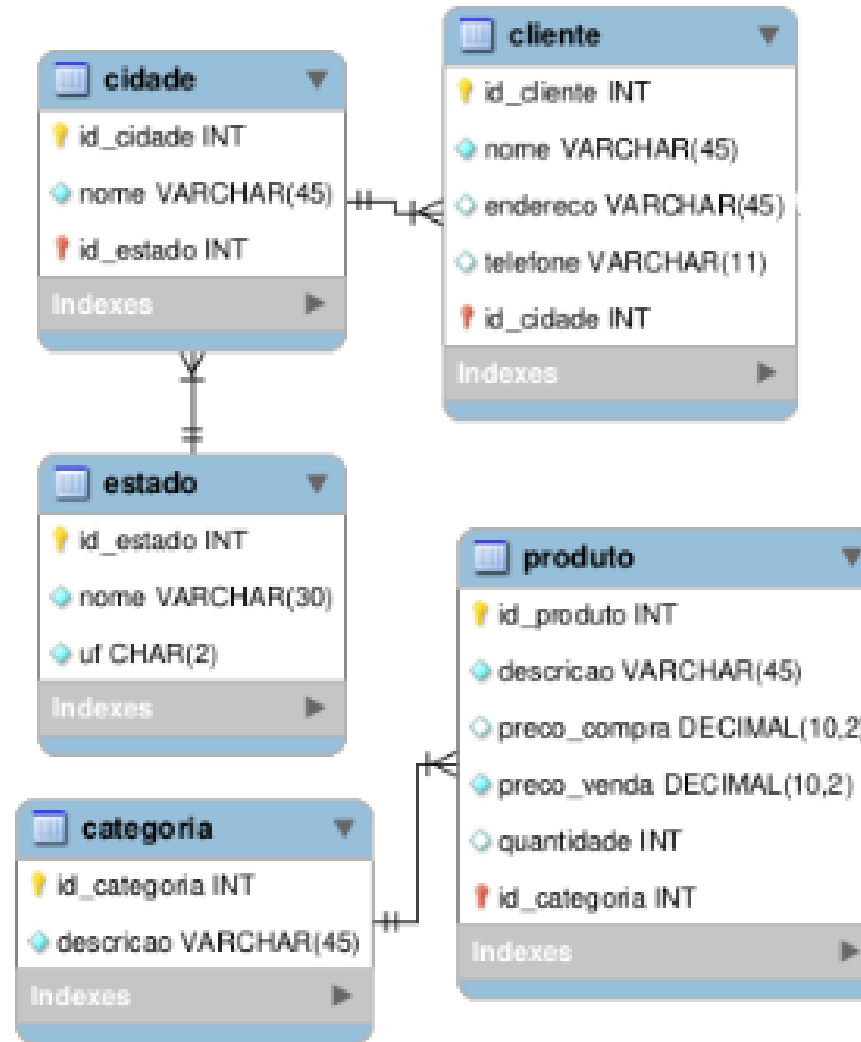 cidade
id_cidade INT
nome VARCHAR(45)
id_estado INT
Indexes
cliente
id_cliente INT
nome VARCHAR(45)
endereco VARCHAR(45)
telefone VARCHAR(11)
id_cidade INT
Indexes
estado
id_estado INT
nome VARCHAR(30)
uf CHAR(2)
Indexes
produto
id_produto INT
descricao VARCHAR(45)
preco_compra DECIMAL(10,2)
preco_venda DECIMAL(10,2)
quantidade INT
id_categoria INT
Indexes
categoria
id_categoria INT
descricao VARCHAR(45)
Indexes